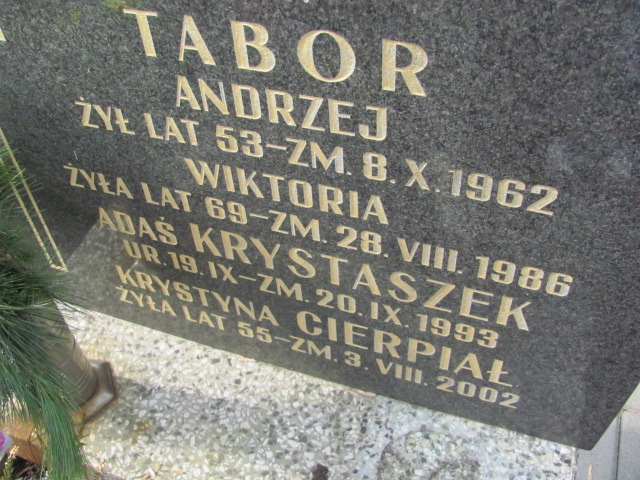 TABOR
ANDRZEJ
ŻYŁ LAT 53-ZM. 8. X. 1962
WIKTORIA
ŻYŁA LAT 69-ZM. 28. VIII. 1986
ADAŚ KRYSTASZEK
UR. 19. IX-ZM. 20. IX. 1993
KRYSTYNA CIERPIAŁ
ŻYŁA LAT 55-ZM. 3. VIII. 2002